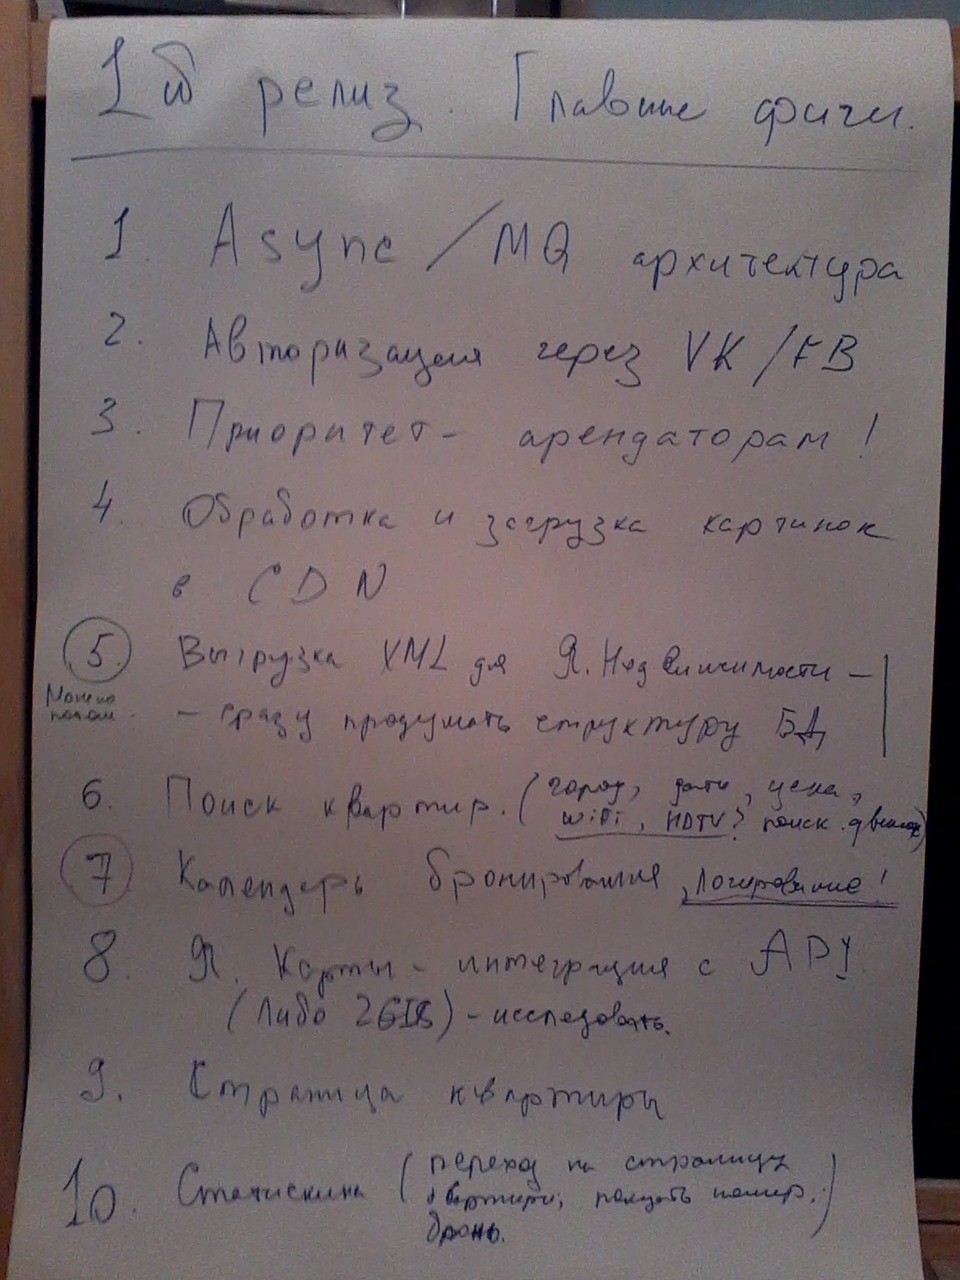 1й релиз. Главные фичи.
1. Async / MQ архитектура
2. Авторизация через VK / FB
3. Приоритет - арендаторам!
4. Обработка и загрузка картинок
в CDN
5. Выгрузка XML для Я.Недвижимости -
Можно
потом.
- сразу продумать структуру БД
6. Поиск квартир. (город, даты, цена,
WiFi, HDTV? поиск.
7 Календарь бронирования, логирование!
8. Я. Карты - интеграция с API.
(либо 2GIS) - исследовать.
9. Страница квартиры
10. (переход на страницу
квартиры; показать номер.;)
бронь.